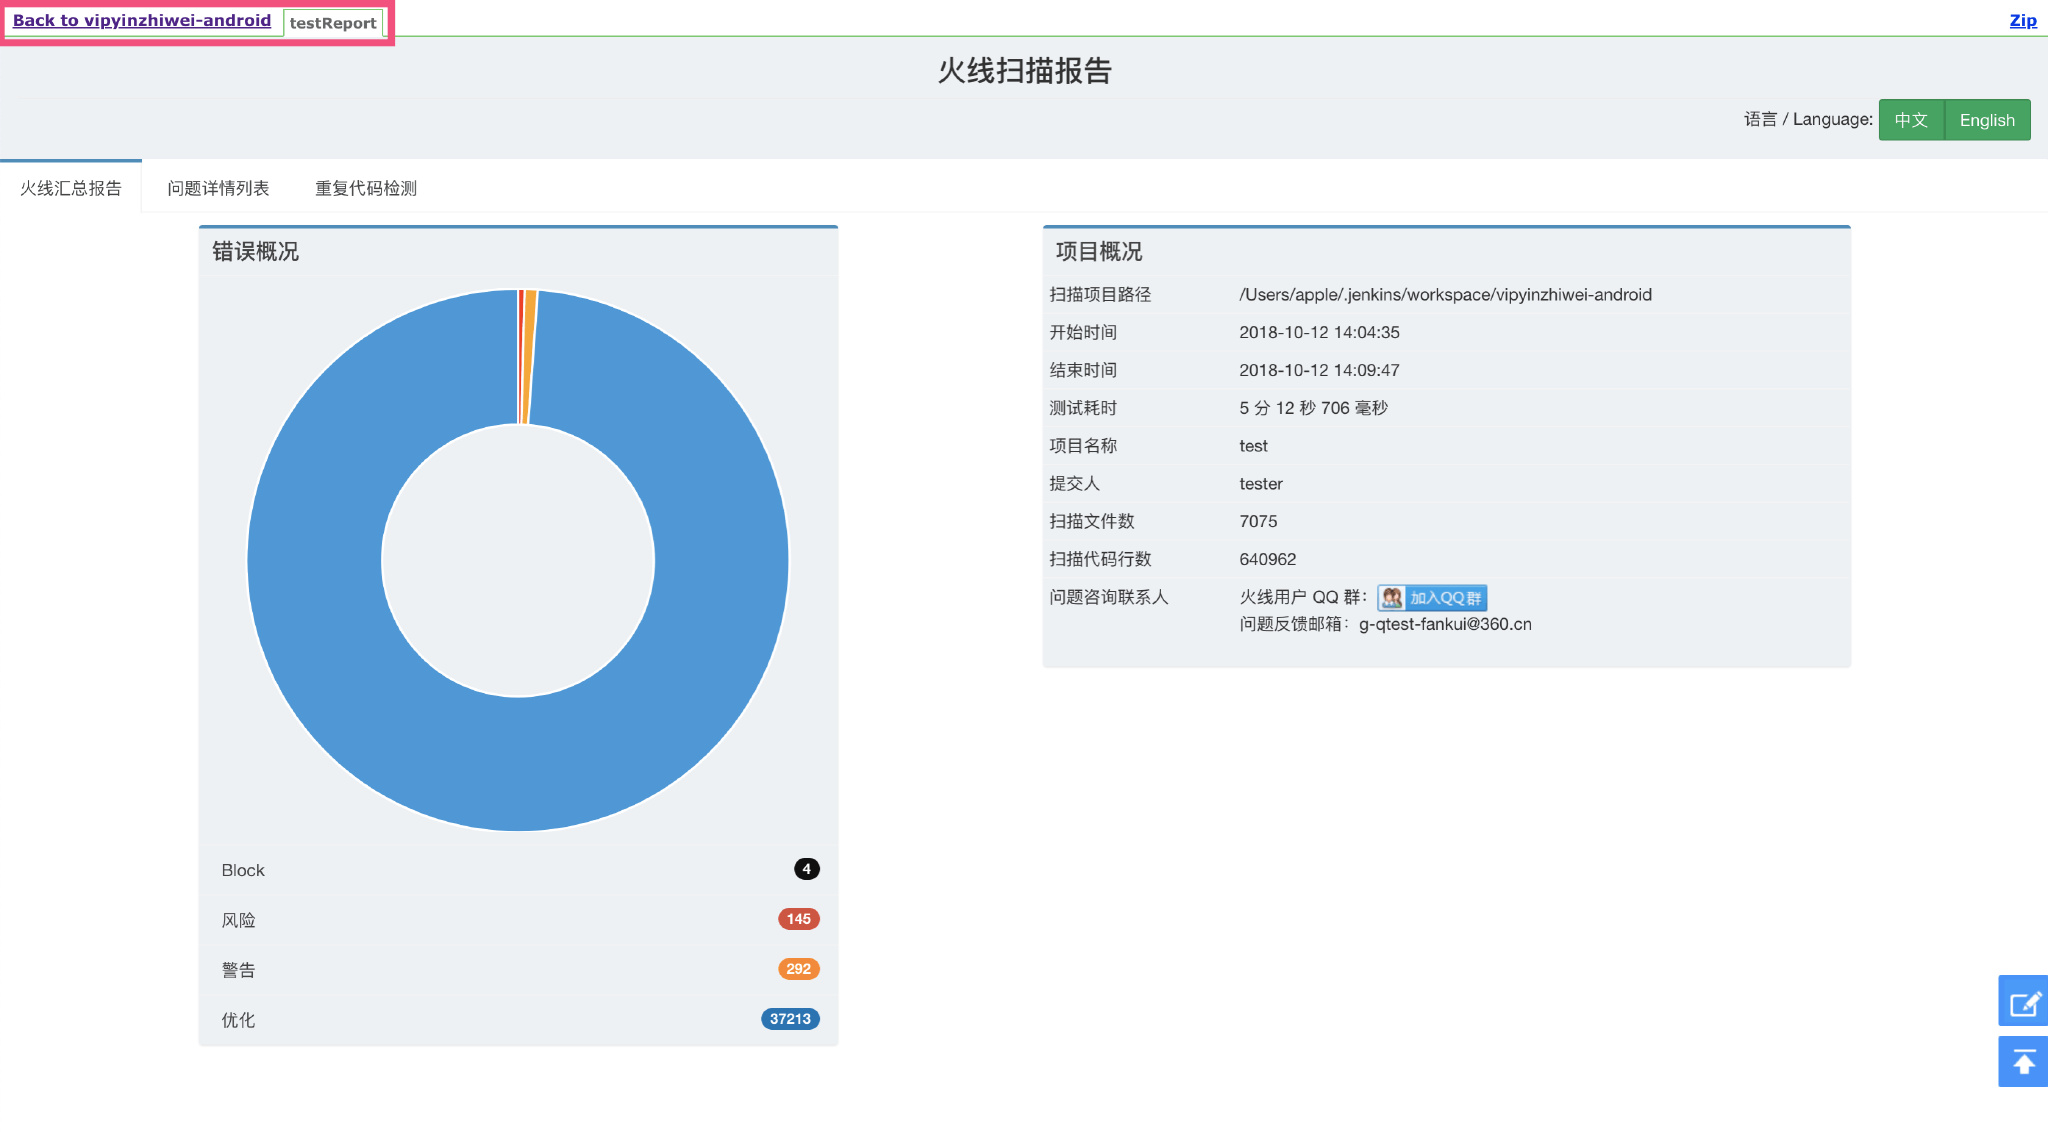 Back to vipyinzhiwei-android testReport Zip
火线扫描报告
语言 / Language: 中文 English
火线汇总报告 问题详情列表 重复代码检测
错误概况
Block 4
风险 145
警告 292
优化 37213
项目概况
扫描项目路径 /Users/apple/.jenkins/workspace/vipyinzhiwei-android
开始时间 2018-10-12 14:04:35
结束时间 2018-10-12 14:09:47
测试耗时 5 分 12 秒 706 毫秒
项目名称 test
提交人 tester
扫描文件数 7075
扫描代码行数 640962
问题咨询联系人 火线用户 QQ 群： 加入QQ群
问题反馈邮箱：g-qtest-fankui@360.cn